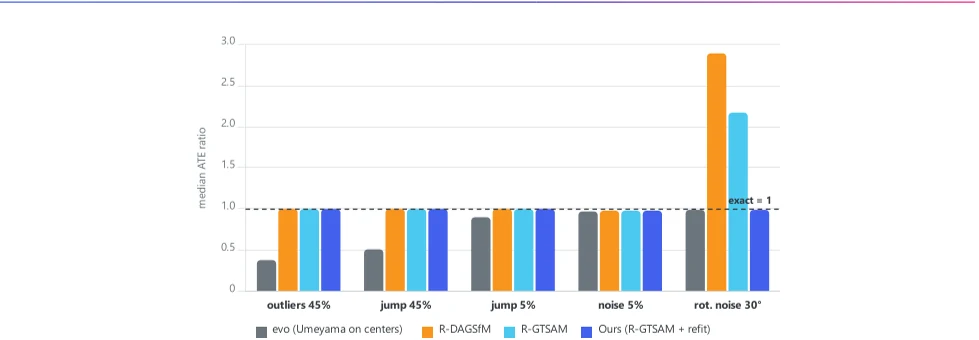 3.0
2.5
2.0
1.5
1.0
0.5
0
median ATE ratio
exact = 1
outliers 45% jump 45% jump 5% noise 5% rot. noise 30°
evo (Umeyama on centers) R-DAGSfM R-GTSAM Ours (R-GTSAM + refit)